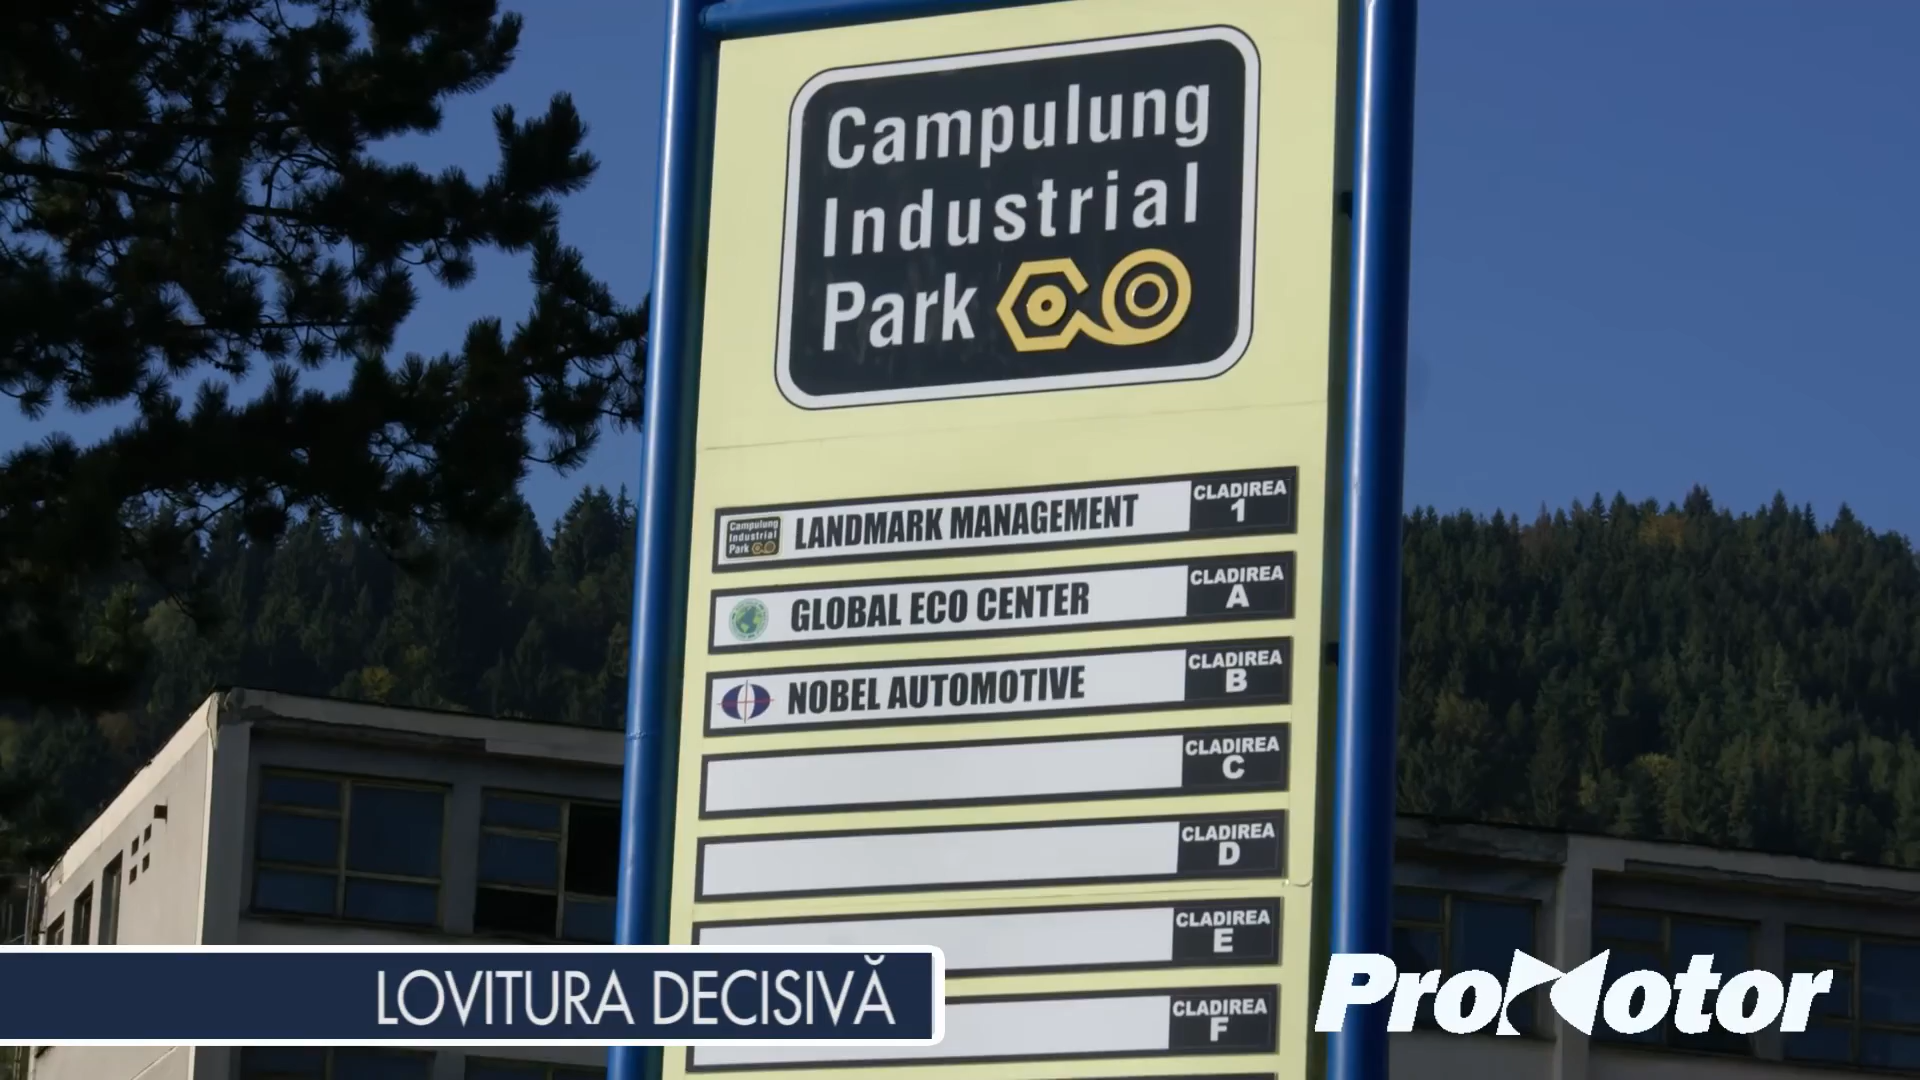 Campulung
Industrial
Park
Campulung
Industrial
Park
LANDMARK MANAGEMENT
CLADIREA
1
GLOBAL ECO CENTER
CLADIREA
A
NOBEL AUTOMOTIVE
CLADIREA
B
CLADIREA
C
CLADIREA
D
CLADIREA
E
CLADIREA
F
LOVITURA DECISIVĂ
ProMotor